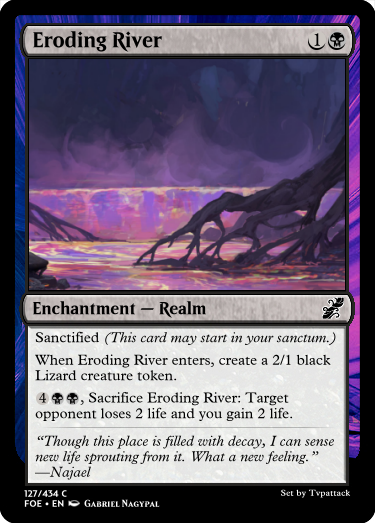 Eroding River 1
Enchantment — Realm
Sanctified (This card may start in your sanctum.)
When Eroding River enters, create a 2/1 black
Lizard creature token.
4, Sacrifice Eroding River: Target
opponent loses 2 life and you gain 2 life.
“Though this place is filled with decay, I can sense
new life sprouting from it. What a new feeling.”
—Najael
127/434 C
FOE • EN Gabriel Nagypal
Set by Tvpattack